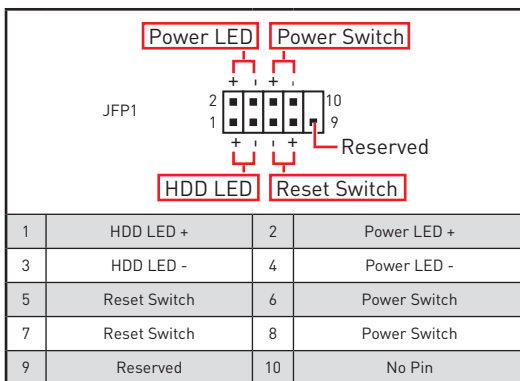 Power LED Power Switch
+ - + -
JFP1
2 10
1 9
+ - - +
Reserved
HDD LED Reset Switch
1 HDD LED + 2 Power LED +
3 HDD LED - 4 Power LED -
5 Reset Switch 6 Power Switch
7 Reset Switch 8 Power Switch
9 Reserved 10 No Pin